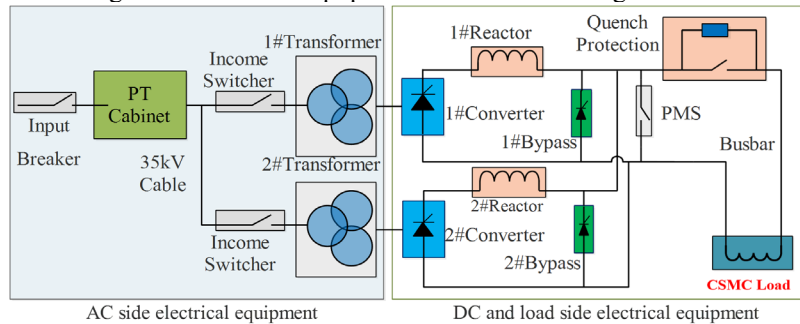 1#Transformer
Income
Switcher
PT
Cabinet
Input
Breaker
35kV
Cable
2#Transformer
Income
Switcher
AC side electrical equipment
1#Reactor
Quench
Protection
1#Converter
1#Bypass
PMS
Busbar
2#Reactor
2#Converter
2#Bypass
CSMC Load
DC and load side electrical equipment